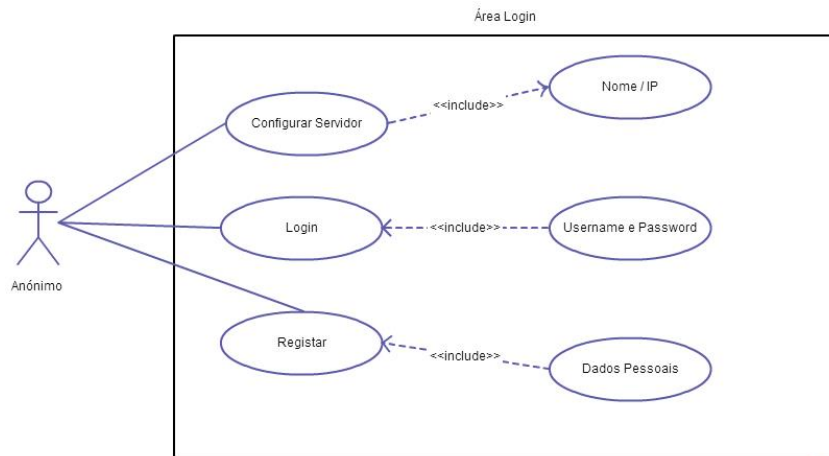 Área Login
Nome / IP
<<include>>
Configurar Servidor
Login
<<include>>
Username e Password
Anónimo
Registar
<<include>>
Dados Pessoais